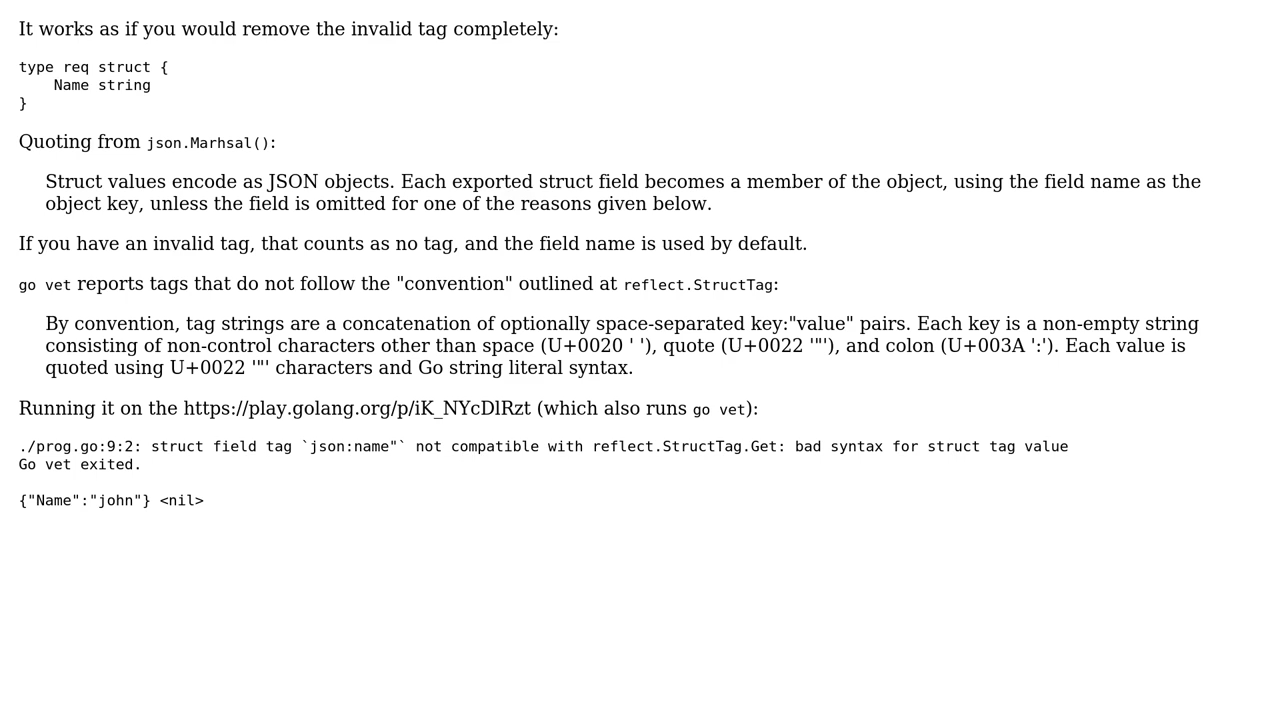 It works as if you would remove the invalid tag completely:
type req struct {
    Name string
}
Quoting from json.Marhsal():
Struct values encode as JSON objects. Each exported struct field becomes a member of the object, using the field name as the
object key, unless the field is omitted for one of the reasons given below.
If you have an invalid tag, that counts as no tag, and the field name is used by default.
go vet reports tags that do not follow the "convention" outlined at reflect.StructTag:
By convention, tag strings are a concatenation of optionally space-separated key:"value" pairs. Each key is a non-empty string
consisting of non-control characters other than space (U+0020 ' '), quote (U+0022 '"'), and colon (U+003A ':'). Each value is
quoted using U+0022 '"' characters and Go string literal syntax.
Running it on the https://play.golang.org/p/iK_NYcDlRzt (which also runs go vet):
./prog.go:9:2: struct field tag `json:name"` not compatible with reflect.StructTag.Get: bad syntax for struct tag value
Go vet exited.
{"Name":"john"} <nil>